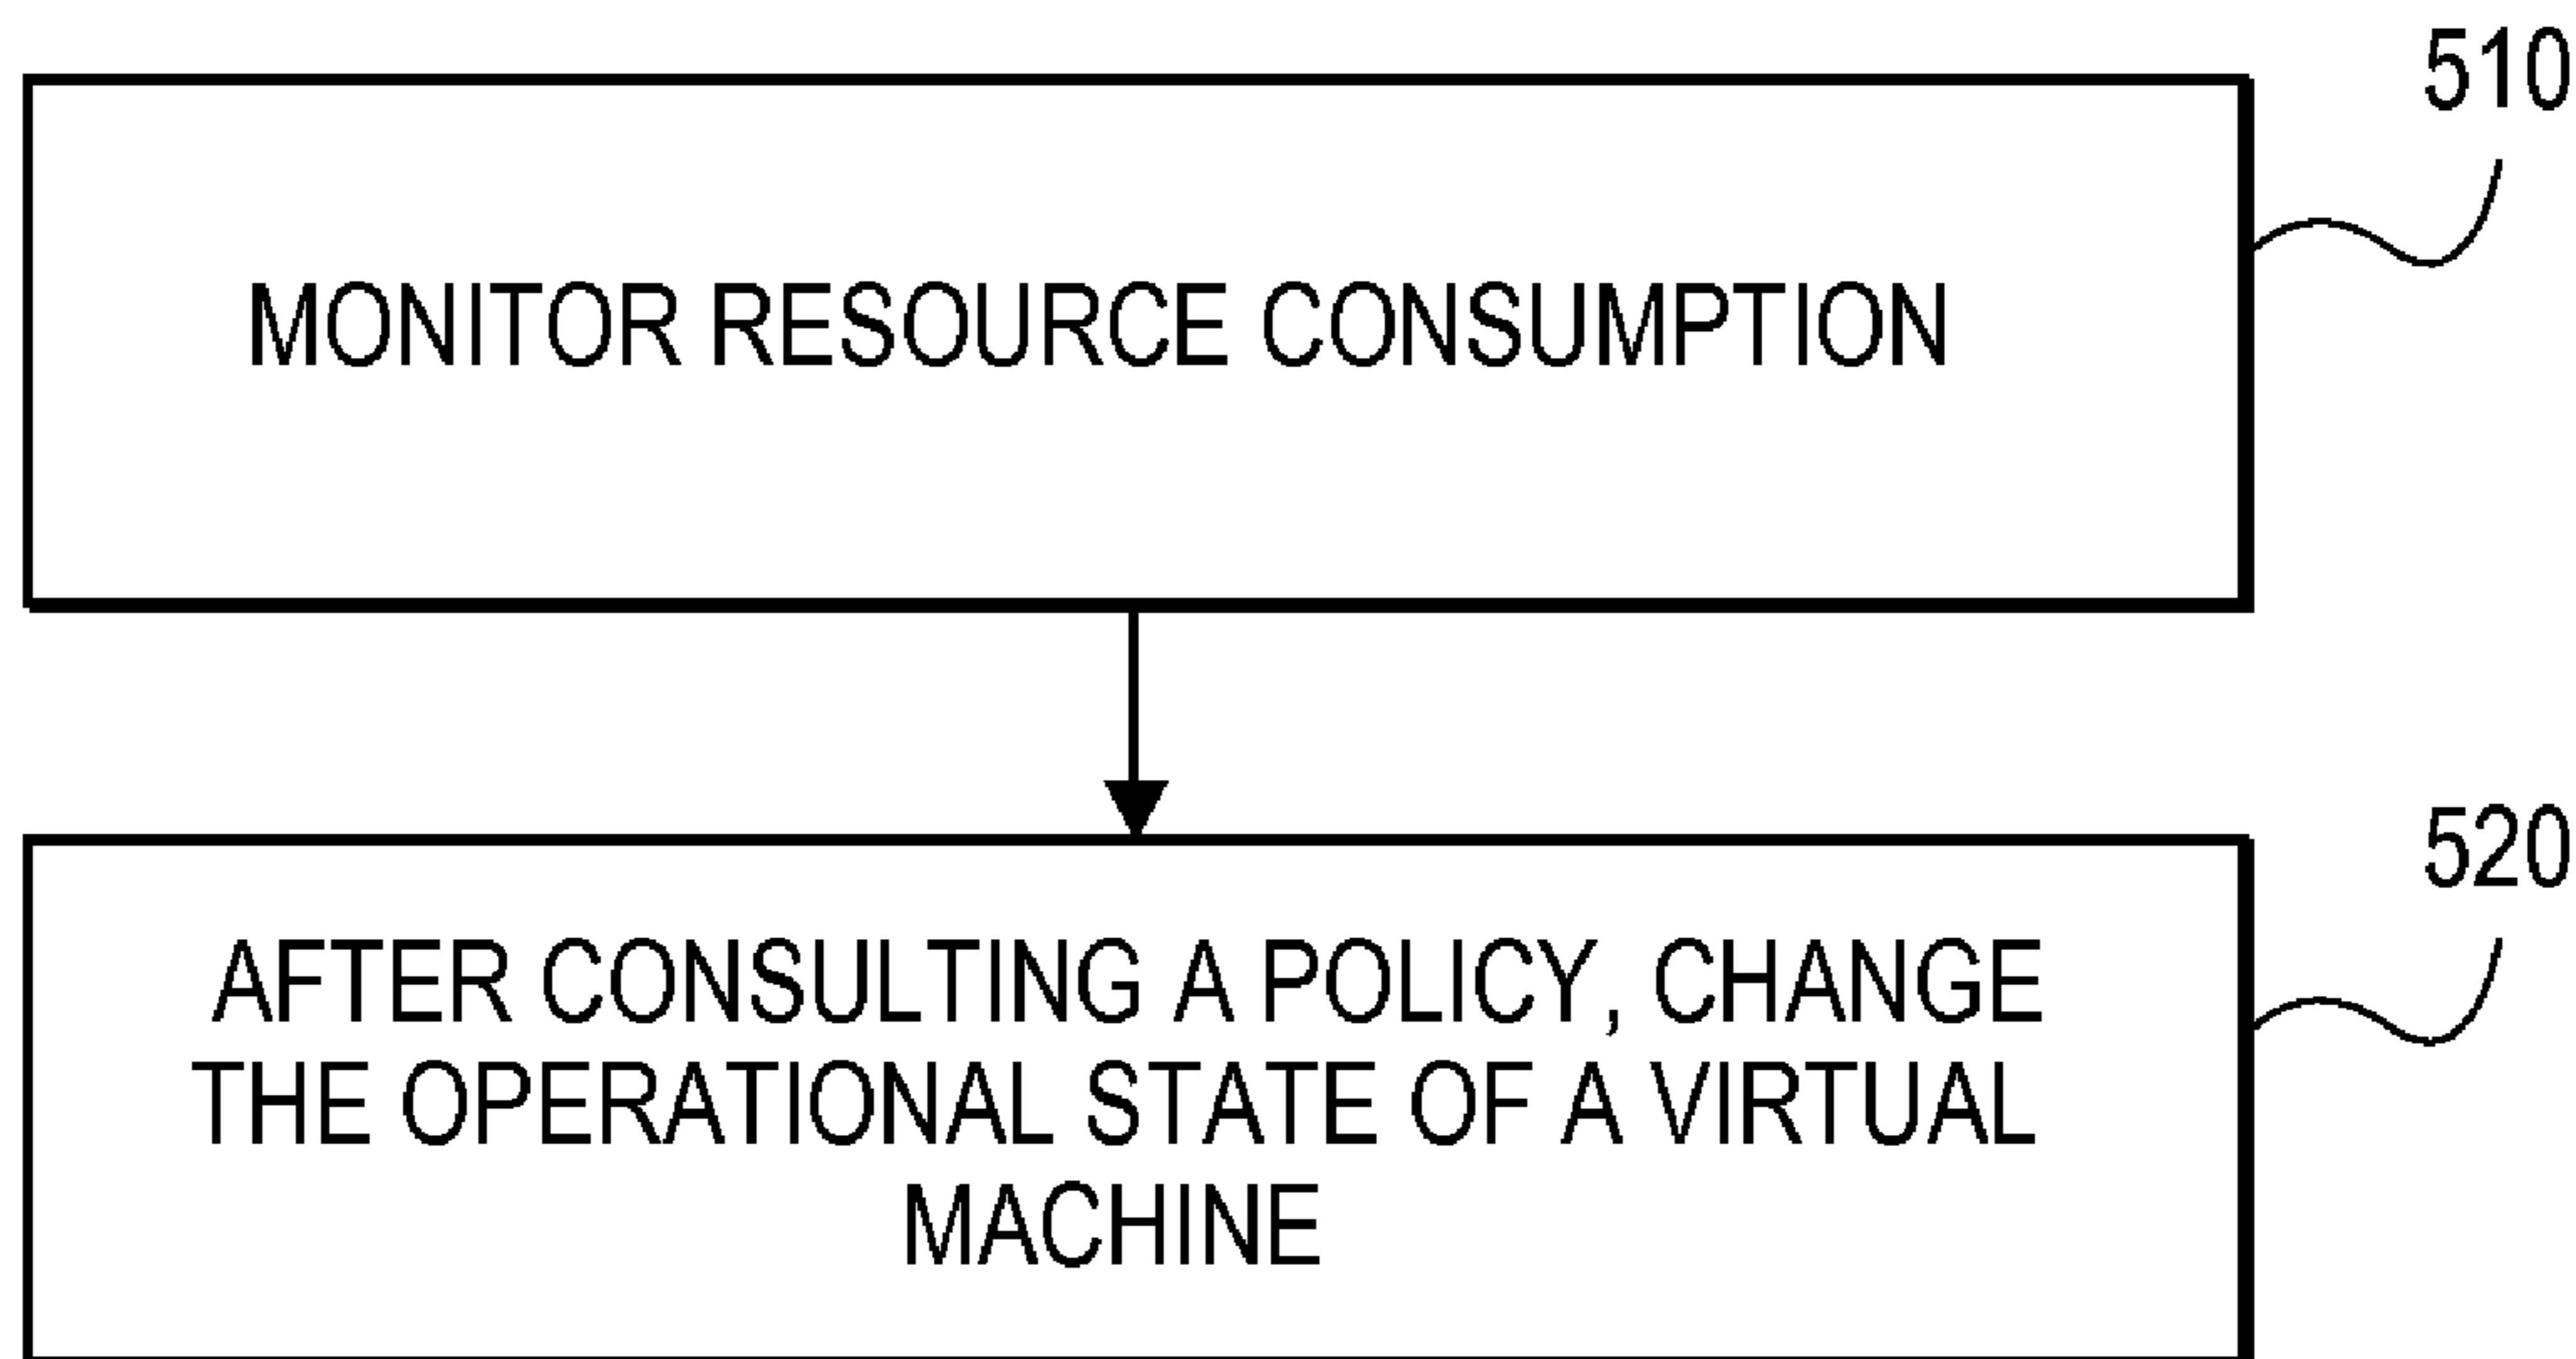 510
MONITOR RESOURCE CONSUMPTION
520
AFTER CONSULTING A POLICY, CHANGE
THE OPERATIONAL STATE OF A VIRTUAL
MACHINE